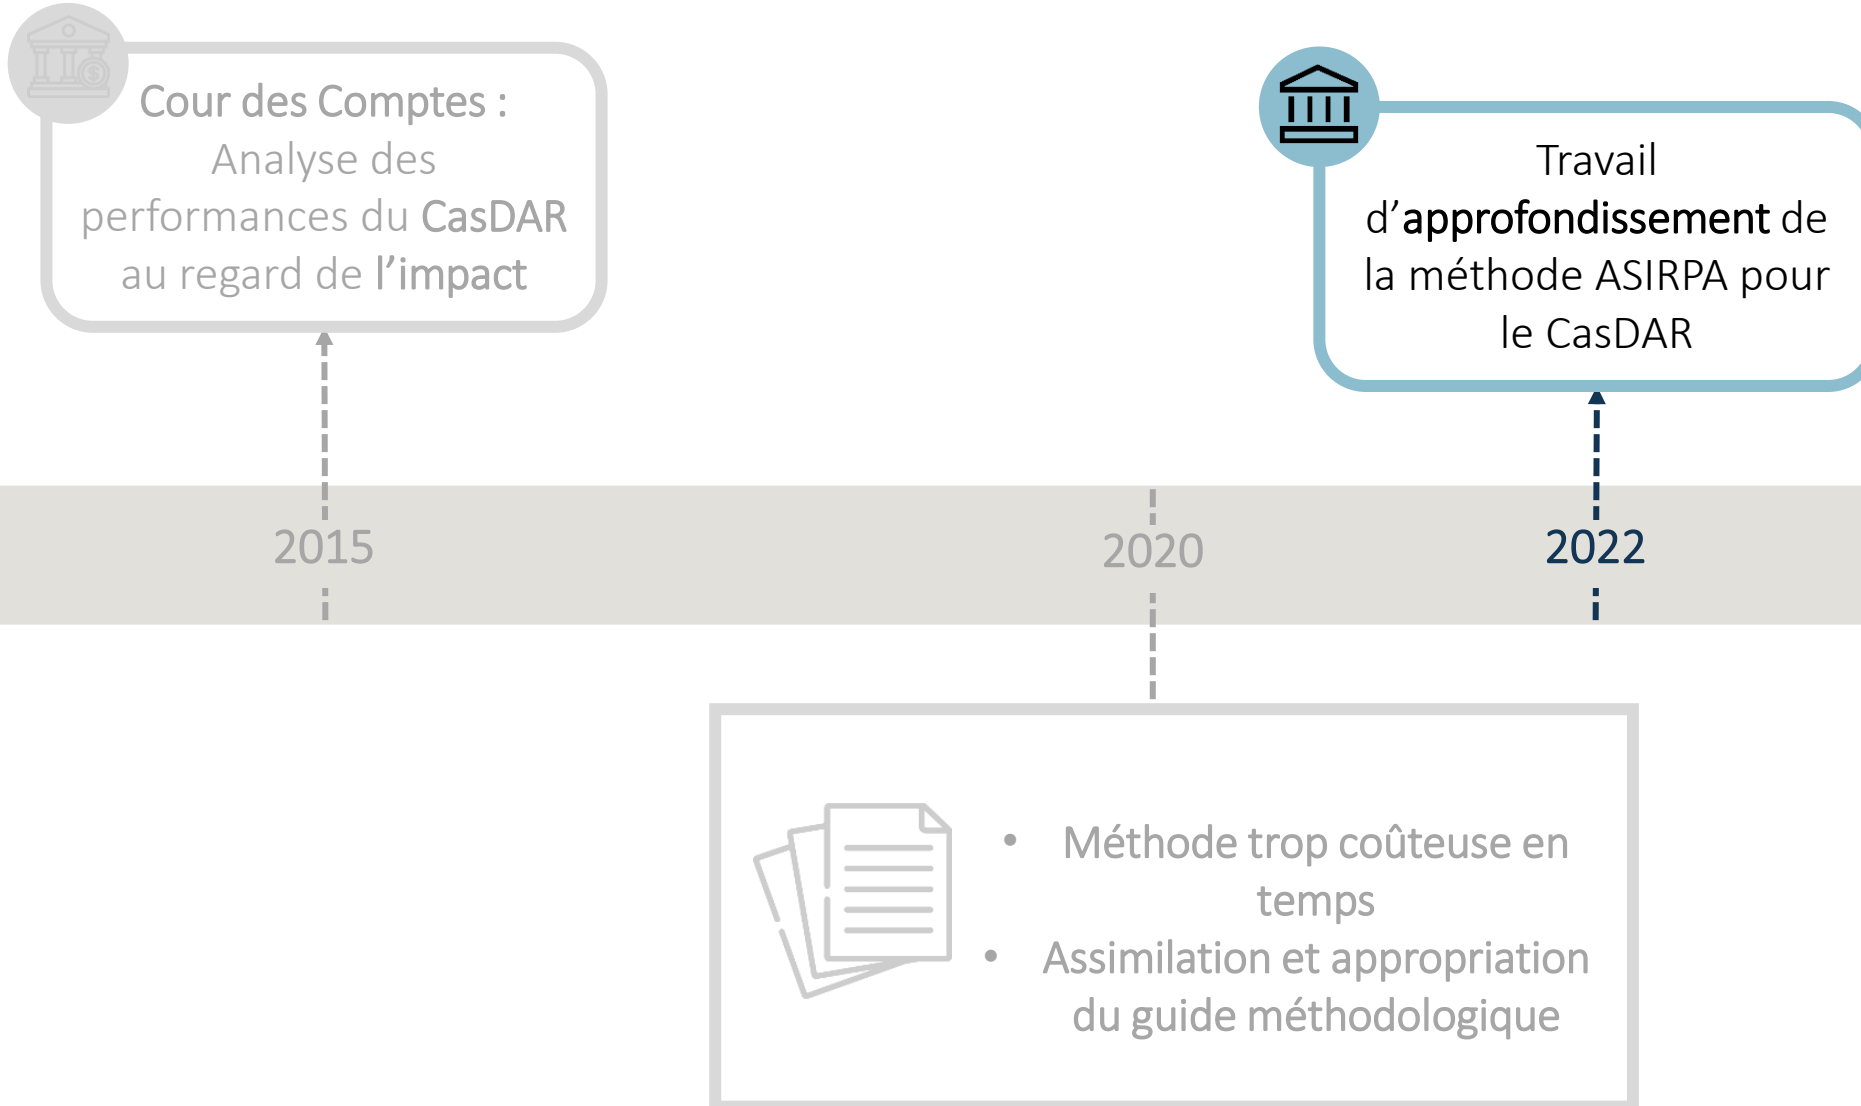 Cour des Comptes :
Analyse des
performances du CasDAR
au regard de l’impact
Travail
d’approfondissement de
la méthode ASIRPA pour
le CasDAR
2015
2020
2022
• Méthode trop coûteuse en
temps
• Assimilation et appropriation
du guide méthodologique